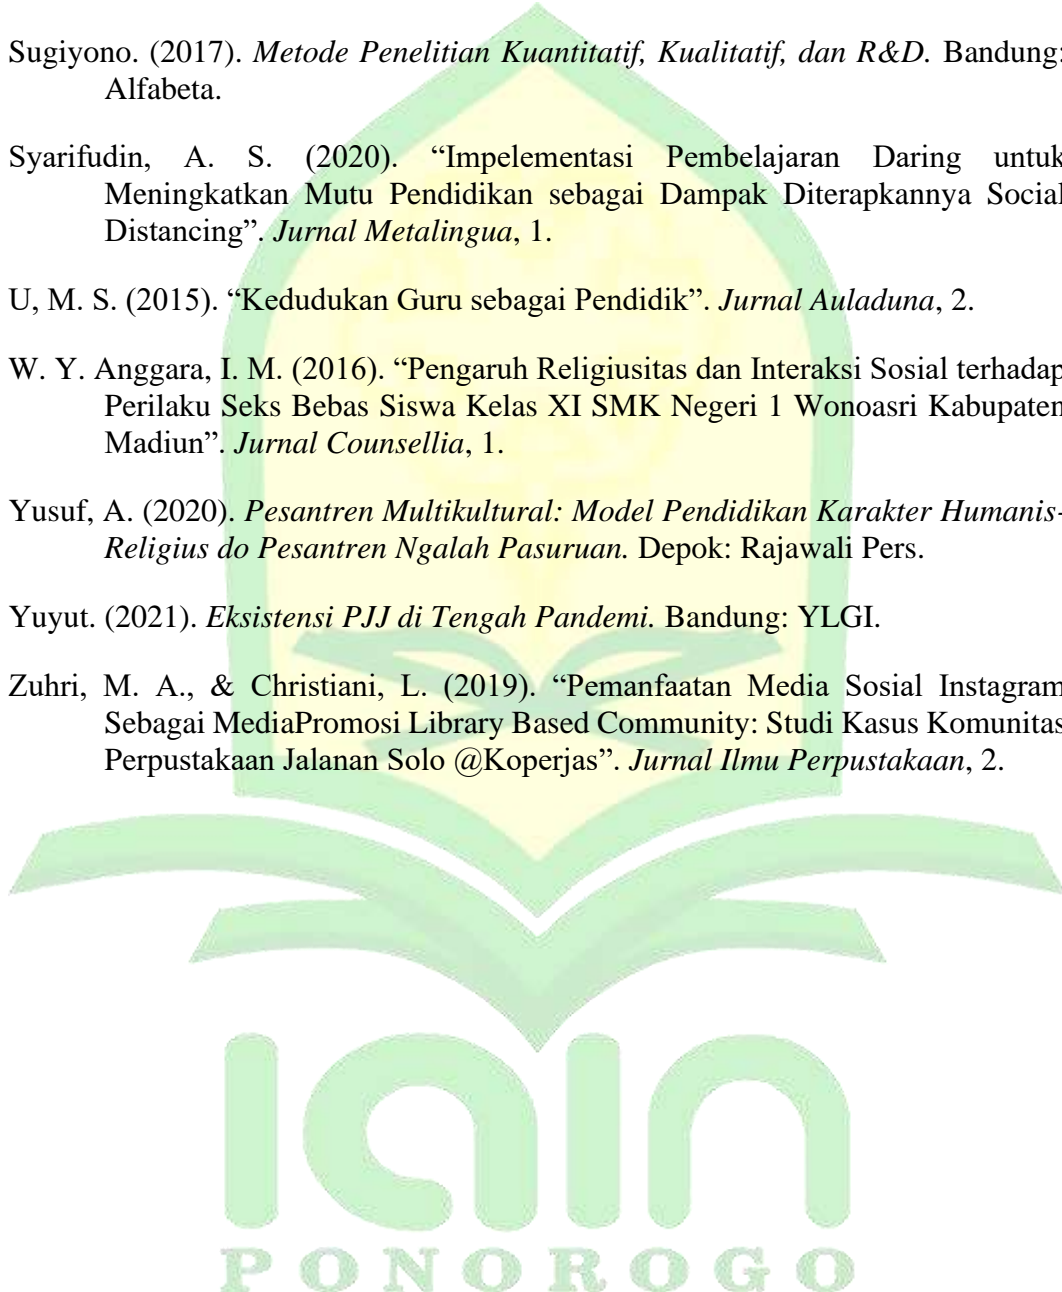 Sugiyono. (2017). Metode Penelitian Kuantitatif, Kualitatif, dan R&D. Bandung:
Alfabeta.
Syarifudin, A. S. (2020). “Impelementasi Pembelajaran Daring untuk
Meningkatkan Mutu Pendidikan sebagai Dampak Diterapkannya Social
Distancing”. Jurnal Metalingua, 1.
U, M. S. (2015). “Kedudukan Guru sebagai Pendidik”. Jurnal Auladuna, 2.
W. Y. Anggara, I. M. (2016). “Pengaruh Religiusitas dan Interaksi Sosial terhadap
Perilaku Seks Bebas Siswa Kelas XI SMK Negeri 1 Wonoasri Kabupaten
Madiun”. Jurnal Counsellia, 1.
Yusuf, A. (2020). Pesantren Multikultural: Model Pendidikan Karakter Humanis-
Religius do Pesantren Ngalah Pasuruan. Depok: Rajawali Pers.
Yuyut. (2021). Eksistensi PJJ di Tengah Pandemi. Bandung: YLGI.
Zuhri, M. A., & Christiani, L. (2019). “Pemanfaatan Media Sosial Instagram
Sebagai MediaPromosi Library Based Community: Studi Kasus Komunitas
Perpustakaan Jalanan Solo @Koperjas”. Jurnal Ilmu Perpustakaan, 2.
IAIN
PONOROGO